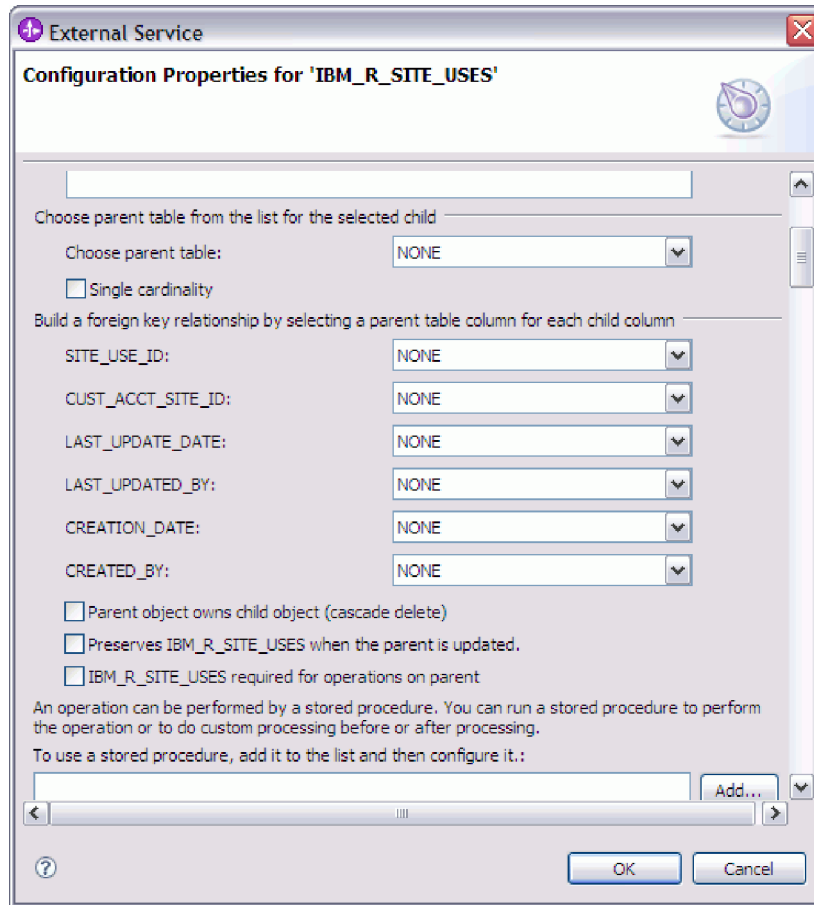 External Service
Configuration Properties for 'IBM_R_SITE_USES'
Choose parent table from the list for the selected child
Choose parent table: NONE
Single cardinality
Build a foreign key relationship by selecting a parent table column for each child column
SITE_USE_ID: NONE
CUST_ACCT_SITE_ID: NONE
LAST_UPDATE_DATE: NONE
LAST_UPDATED_BY: NONE
CREATION_DATE: NONE
CREATED_BY: NONE
Parent object owns child object (cascade delete)
Preserves IBM_R_SITE_USES when the parent is updated.
IBM_R_SITE_USES required for operations on parent
An operation can be performed by a stored procedure. You can run a stored procedure to perform
the operation or to do custom processing before or after processing.
To use a stored procedure, add it to the list and then configure it.:
Add...
OK Cancel